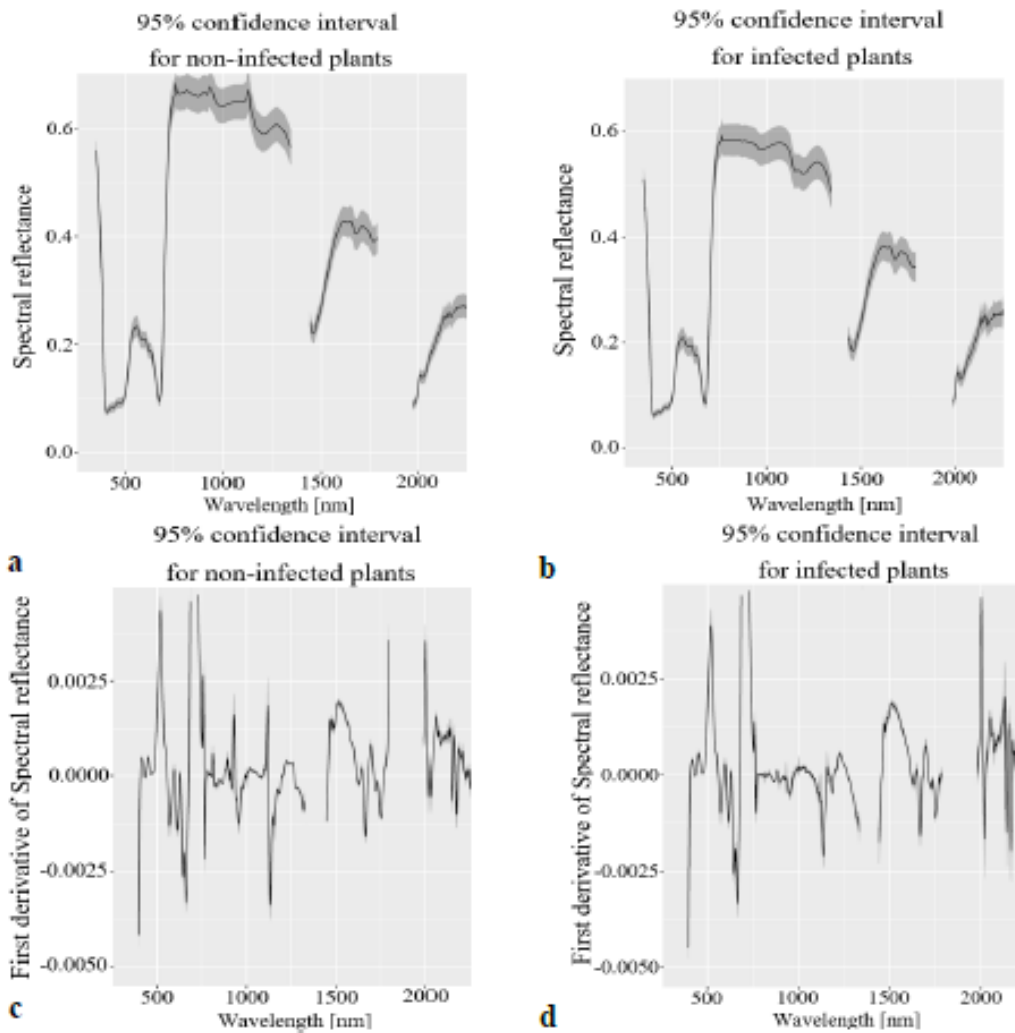 95% confidence interval
for non-infected plants
Spectral reflectance
0.6
0.4
0.2
0.0
500
1000
1500
2000
Wavelength [nm]
a
95% confidence interval
for infected plants
Spectral reflectance
0.6
0.4
0.2
0.0
500
1000
1500
2000
Wavelength [nm]
b
95% confidence interval
for non-infected plants
First derivative of Spectral reflectance
0.0025
0.0000
-0.0025
-0.0050
500
1000
1500
2000
Wavelength [nm]
c
95% confidence interval
for infected plants
First derivative of Spectral reflectance
0.0025
0.0000
-0.0025
-0.0050
500
1000
1500
2000
Wavelength [nm]
d